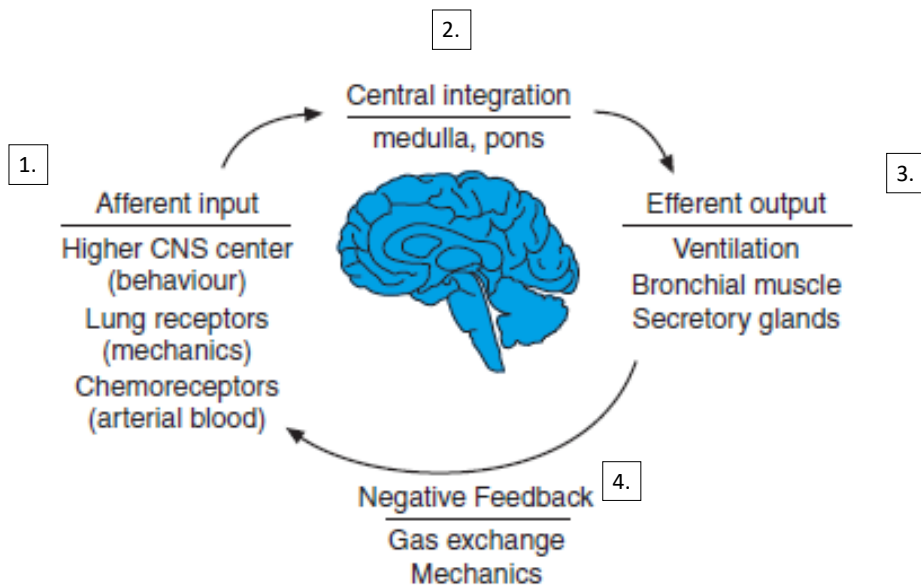 2.
Central integration
medulla, pons
1.
Afferent input
Higher CNS center
(behaviour)
Lung receptors
(mechanics)
Chemoreceptors
(arterial blood)
3.
Efferent output
Ventilation
Bronchial muscle
Secretory glands
4.
Negative Feedback
Gas exchange
Mechanics